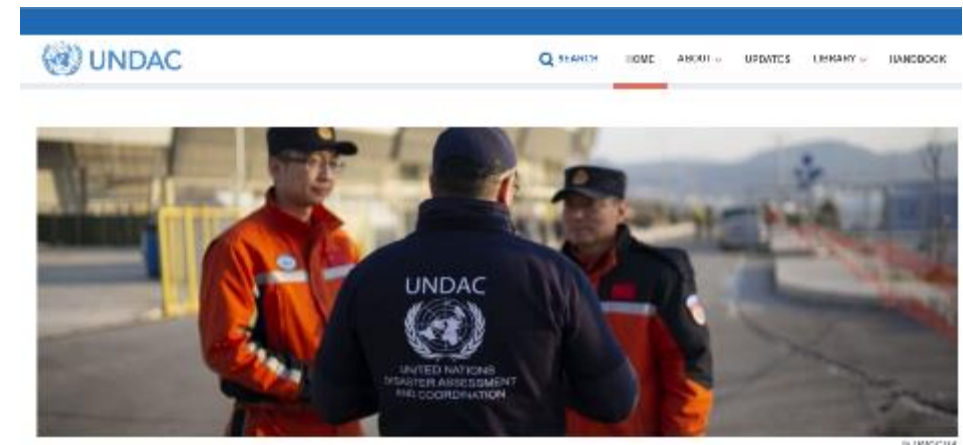 UNDAC
SEARCH HOME ABOUT UPDATES LIBRARY HANDBOOK
UNDAC
UNITED NATIONS
DISASTER ASSESSMENT
AND COORDINATION